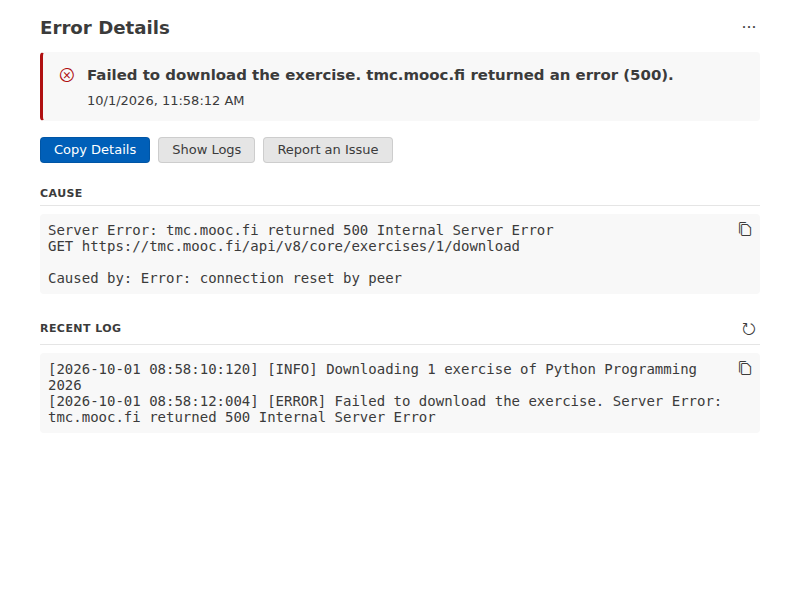 Error Details
Failed to download the exercise. tmc.mooc.fi returned an error (500).
10/1/2026, 11:58:12 AM
Copy Details
Show Logs
Report an Issue
CAUSE
Server Error: tmc.mooc.fi returned 500 Internal Server Error
GET https://tmc.mooc.fi/api/v8/core/exercises/1/download
Caused by: Error: connection reset by peer
RECENT LOG
[2026-10-01 08:58:10:120] [INFO] Downloading 1 exercise of Python Programming
2026
[2026-10-01 08:58:12:004] [ERROR] Failed to download the exercise. Server Error:
tmc.mooc.fi returned 500 Internal Server Error